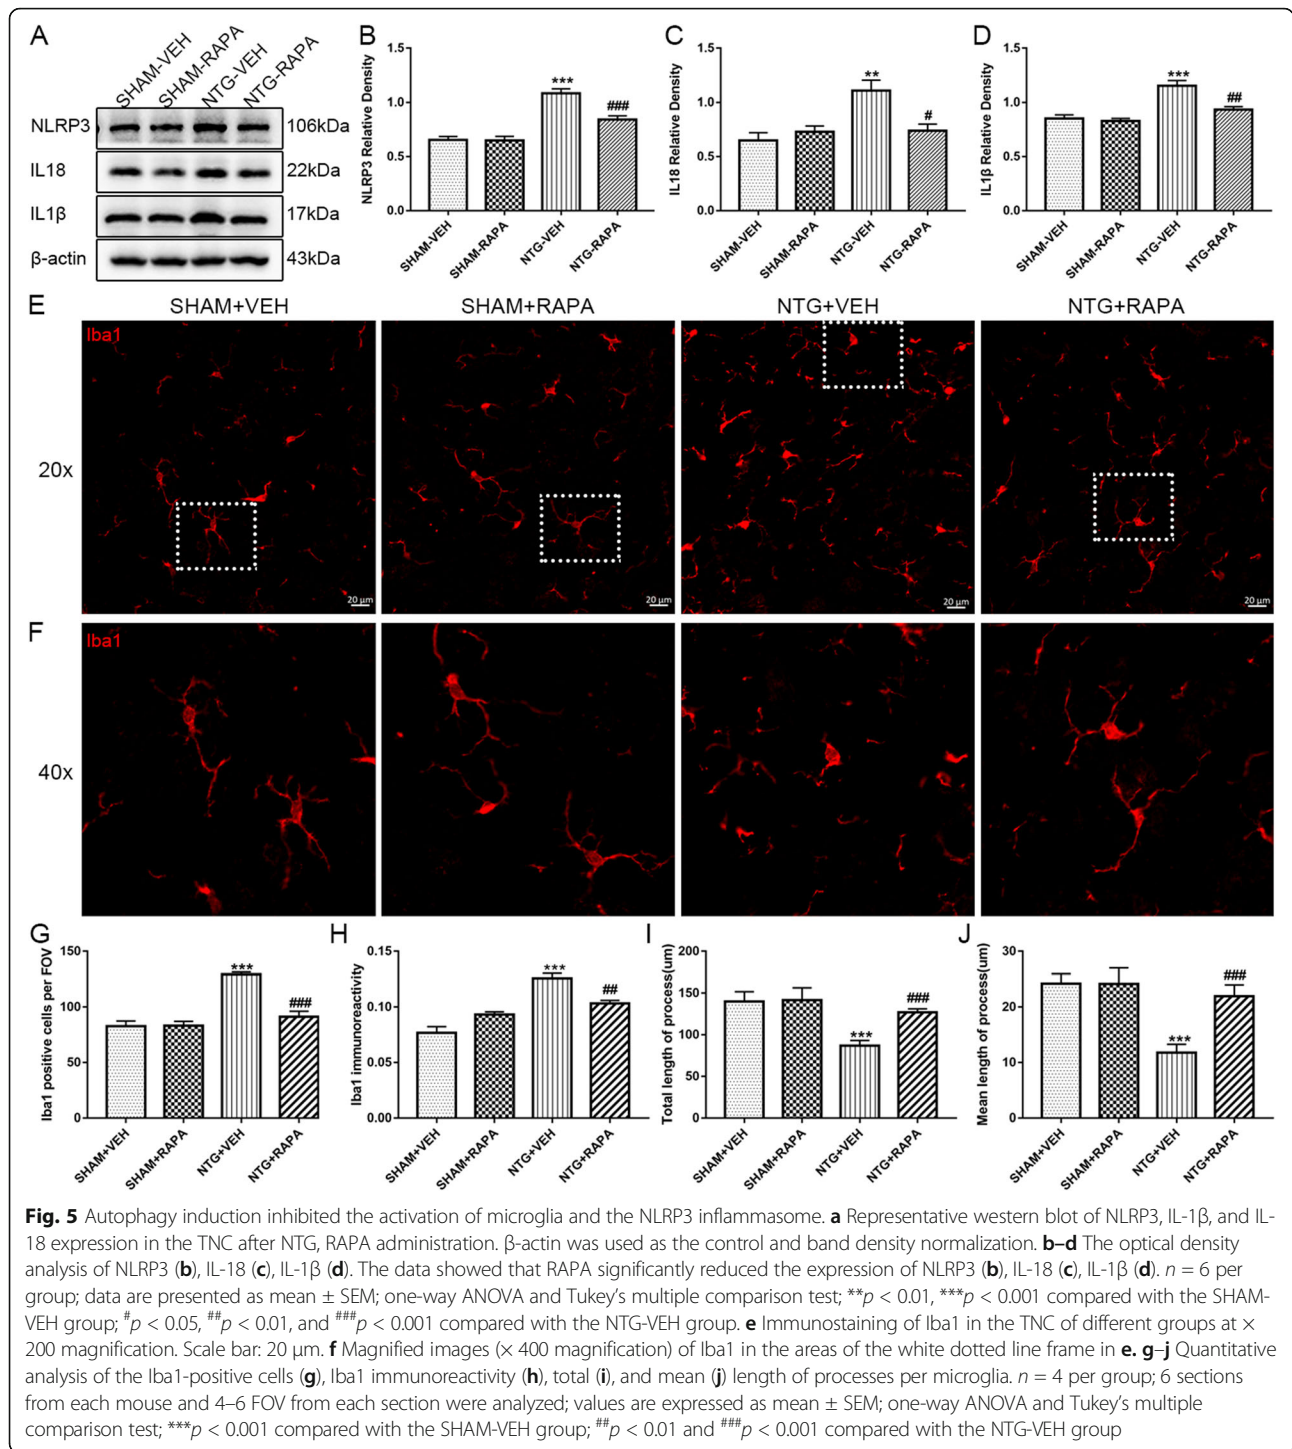 A
SHAM-VEH
SHAM-RAPA
NTG-VEH
NTG-RAPA
NLRP3 106kDa
IL18 22kDa
IL1β 17kDa
β-actin 43kDa
B
NLRP3 Relative Density
1.5
1.0
0.5
0.0
***
###
SHAM-VEH
SHAM-RAPA
NTG-VEH
NTG-RAPA
C
IL18 Relative Density
1.5
1.0
0.5
0.0
**
#
SHAM-VEH
SHAM-RAPA
NTG-VEH
NTG-RAPA
D
IL1β Relative Density
1.5
1.0
0.5
0.0
***
##
SHAM-VEH
SHAM-RAPA
NTG-VEH
NTG-RAPA
E
SHAM+VEH SHAM+RAPA NTG+VEH NTG+RAPA
Iba1
20x
20 µm 20 µm 20 µm 20 µm
F
Iba1
40x
G
Iba1 positive cells per FOV
150
100
50
0
***
###
SHAM+VEH
SHAM+RAPA
NTG+VEH
NTG+RAPA
H
Iba1 immunoreactivity
0.15
0.10
0.05
0.00
***
##
SHAM+VEH
SHAM+RAPA
NTG+VEH
NTG+RAPA
I
Total length of process(um)
200
150
100
50
0
***
###
SHAM+VEH
SHAM+RAPA
NTG+VEH
NTG+RAPA
J
Mean length of process(um)
30
20
10
0
***
###
SHAM+VEH
SHAM+RAPA
NTG+VEH
NTG+RAPA
Fig. 5 Autophagy induction inhibited the activation of microglia and the NLRP3 inflammasome. a Representative western blot of NLRP3, IL-1β, and IL-
18 expression in the TNC after NTG, RAPA administration. β-actin was used as the control and band density normalization. b–d The optical density
analysis of NLRP3 (b), IL-18 (c), IL-1β (d). The data showed that RAPA significantly reduced the expression of NLRP3 (b), IL-18 (c), IL-1β (d). n = 6 per
group; data are presented as mean ± SEM; one-way ANOVA and Tukey's multiple comparison test; **p < 0.01, ***p < 0.001 compared with the SHAM-
VEH group; #p < 0.05, ##p < 0.01, and ###p < 0.001 compared with the NTG-VEH group. e Immunostaining of Iba1 in the TNC of different groups at ×
200 magnification. Scale bar: 20 μm. f Magnified images (× 400 magnification) of Iba1 in the areas of the white dotted line frame in e. g–j Quantitative
analysis of the Iba1-positive cells (g), Iba1 immunoreactivity (h), total (i), and mean (j) length of processes per microglia. n = 4 per group; 6 sections
from each mouse and 4–6 FOV from each section were analyzed; values are expressed as mean ± SEM; one-way ANOVA and Tukey's multiple
comparison test; ***p < 0.001 compared with the SHAM-VEH group; ##p < 0.01 and ###p < 0.001 compared with the NTG-VEH group